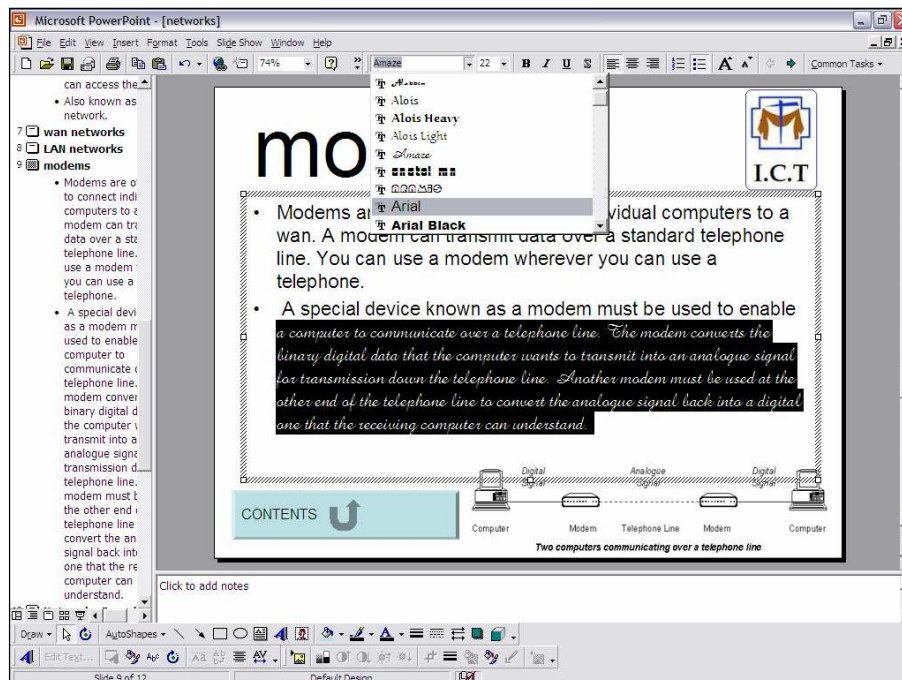 Microsoft PowerPoint - [networks]
File Edit View Insert Format Tools Slide Show Window Help
74% Amaze 22 B I U S A A Common Tasks
can access the
• Also known as
network.
7 wan networks
8 LAN networks
9 modems
• Modems are
to connect indi
computers to a
modem can tra
data over a sta
telephone line.
use a modem
you can use a
telephone.
• A special devi
as a modem m
used to enable
computer to
communicate
telephone line.
modem conver
binary digital d
the computer
transmit into a
analogue signa
transmission d
telephone line.
modem must b
the other end
telephone line
convert the an
signal back int
one that the re
computer can
understand.
Alois
Alois Heavy
Alois Light
Amaze
Arial
Arial Black
mo
I.C.T
• Modems ar vidual computers to a
wan. A modem can transmit data over a standard telephone
line. You can use a modem wherever you can use a
telephone.
• A special device known as a modem must be used to enable
a computer to communicate over a telephone line. The modem converts the
binary digital data that the computer wants to transmit into an analogue signal
for transmission down the telephone line. Another modem must be used at the
other end of the telephone line to convert the analogue signal back into a digital
one that the receiving computer can understand.
CONTENTS
Digital Signal Analogue Signal Digital Signal
Computer Modem Telephone Line Modem Computer
Two computers communicating over a telephone line
Click to add notes
Draw AutoShapes A
Edit Text... Abc Aa AV
Slide 9 of 12 Default Design